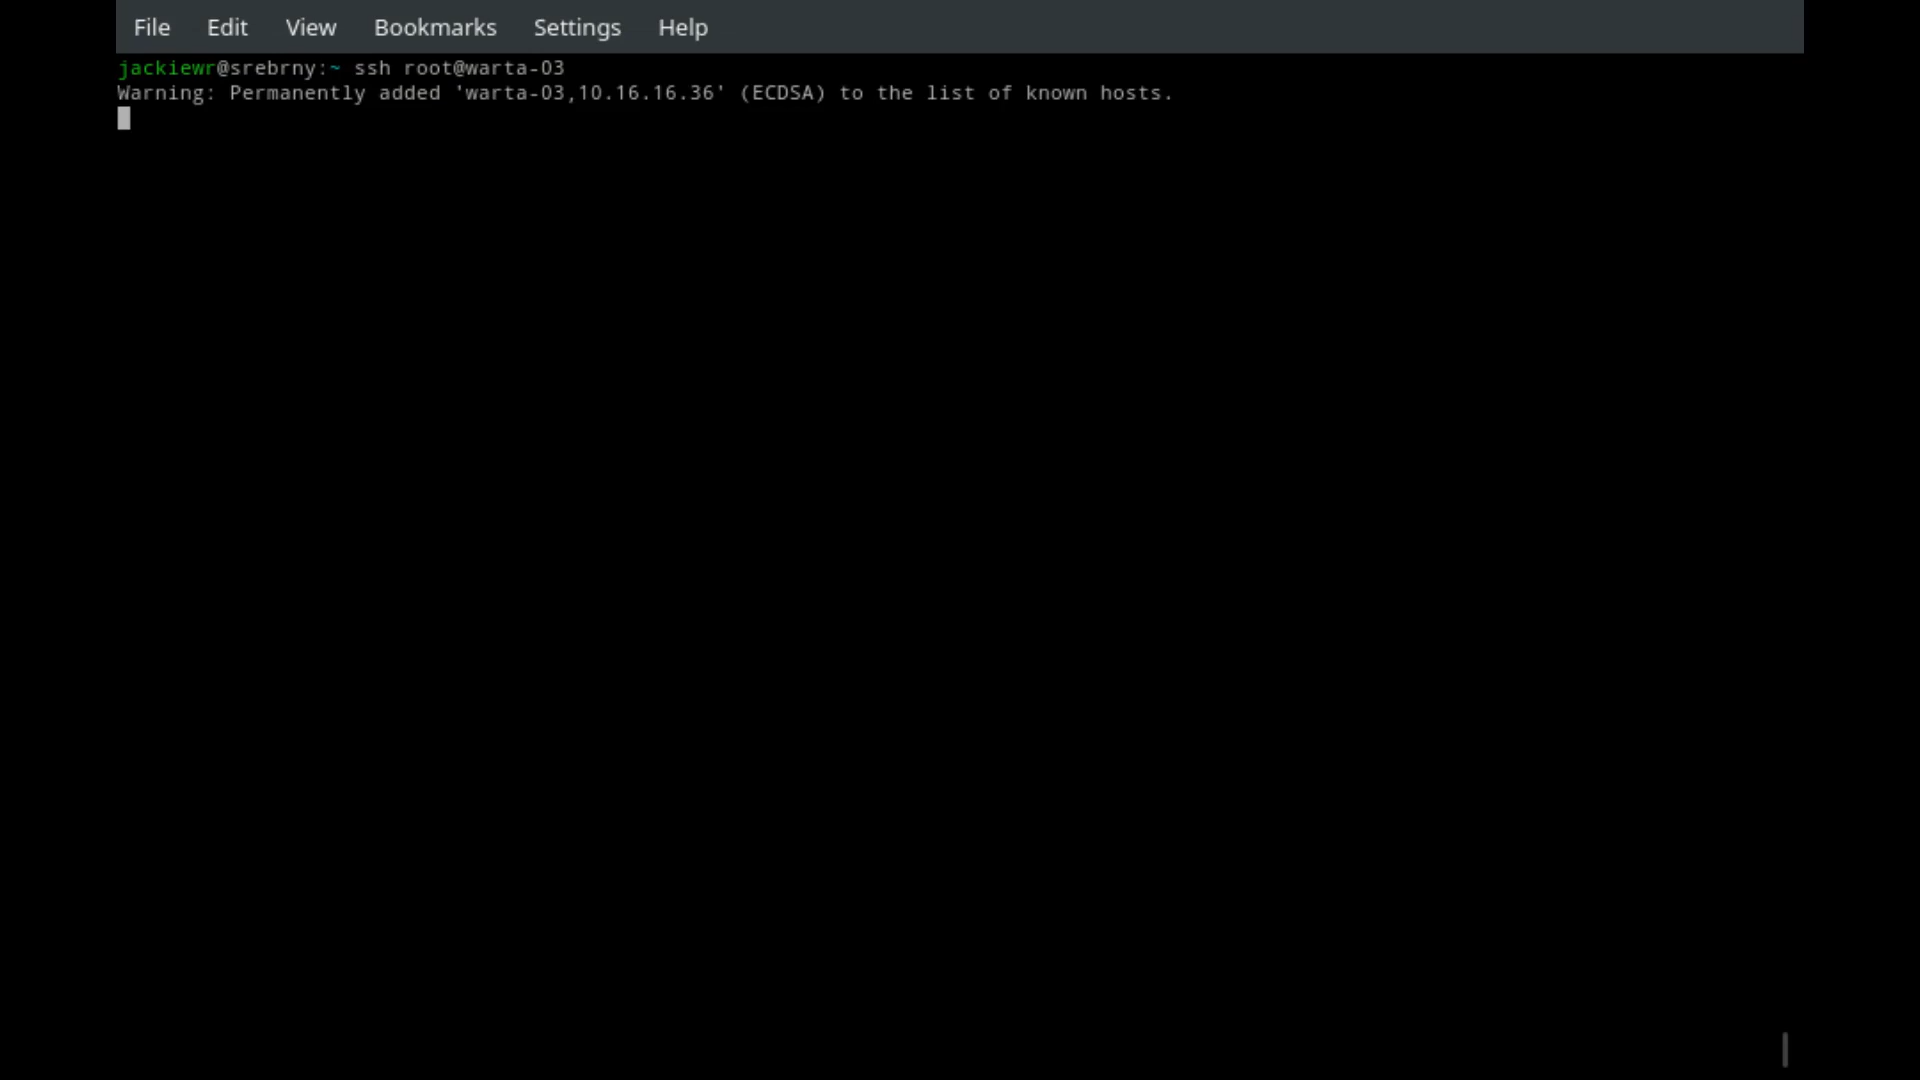 File Edit View Bookmarks Settings Help
jackiewr@srebrny:~ ssh root@warta-03
Warning: Permanently added 'warta-03,10.16.16.36' (ECDSA) to the list of known hosts.